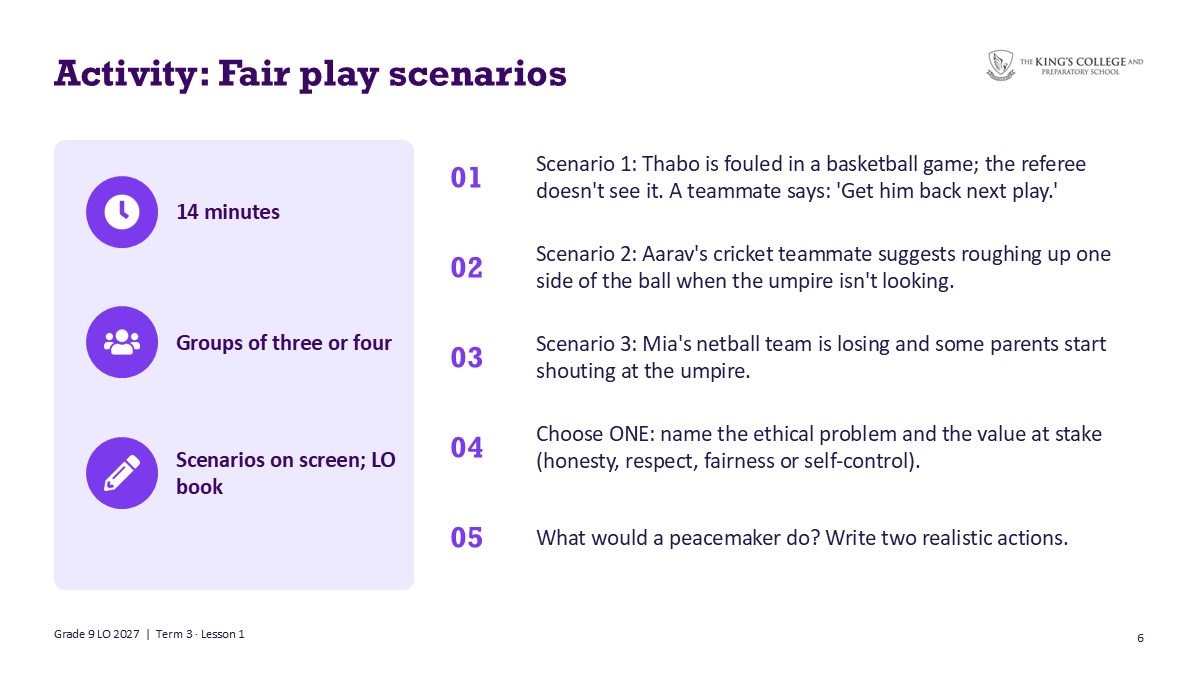 Activity: Fair play scenarios
THE KING'S COLLEGE AND
PREPARATORY SCHOOL
14 minutes
Groups of three or four
Scenarios on screen; LO
book
01
Scenario 1: Thabo is fouled in a basketball game; the referee
doesn't see it. A teammate says: 'Get him back next play.'
02
Scenario 2: Aarav's cricket teammate suggests roughing up one
side of the ball when the umpire isn't looking.
03
Scenario 3: Mia's netball team is losing and some parents start
shouting at the umpire.
04
Choose ONE: name the ethical problem and the value at stake
(honesty, respect, fairness or self-control).
05
What would a peacemaker do? Write two realistic actions.
Grade 9 LO 2027 | Term 3 · Lesson 1
6